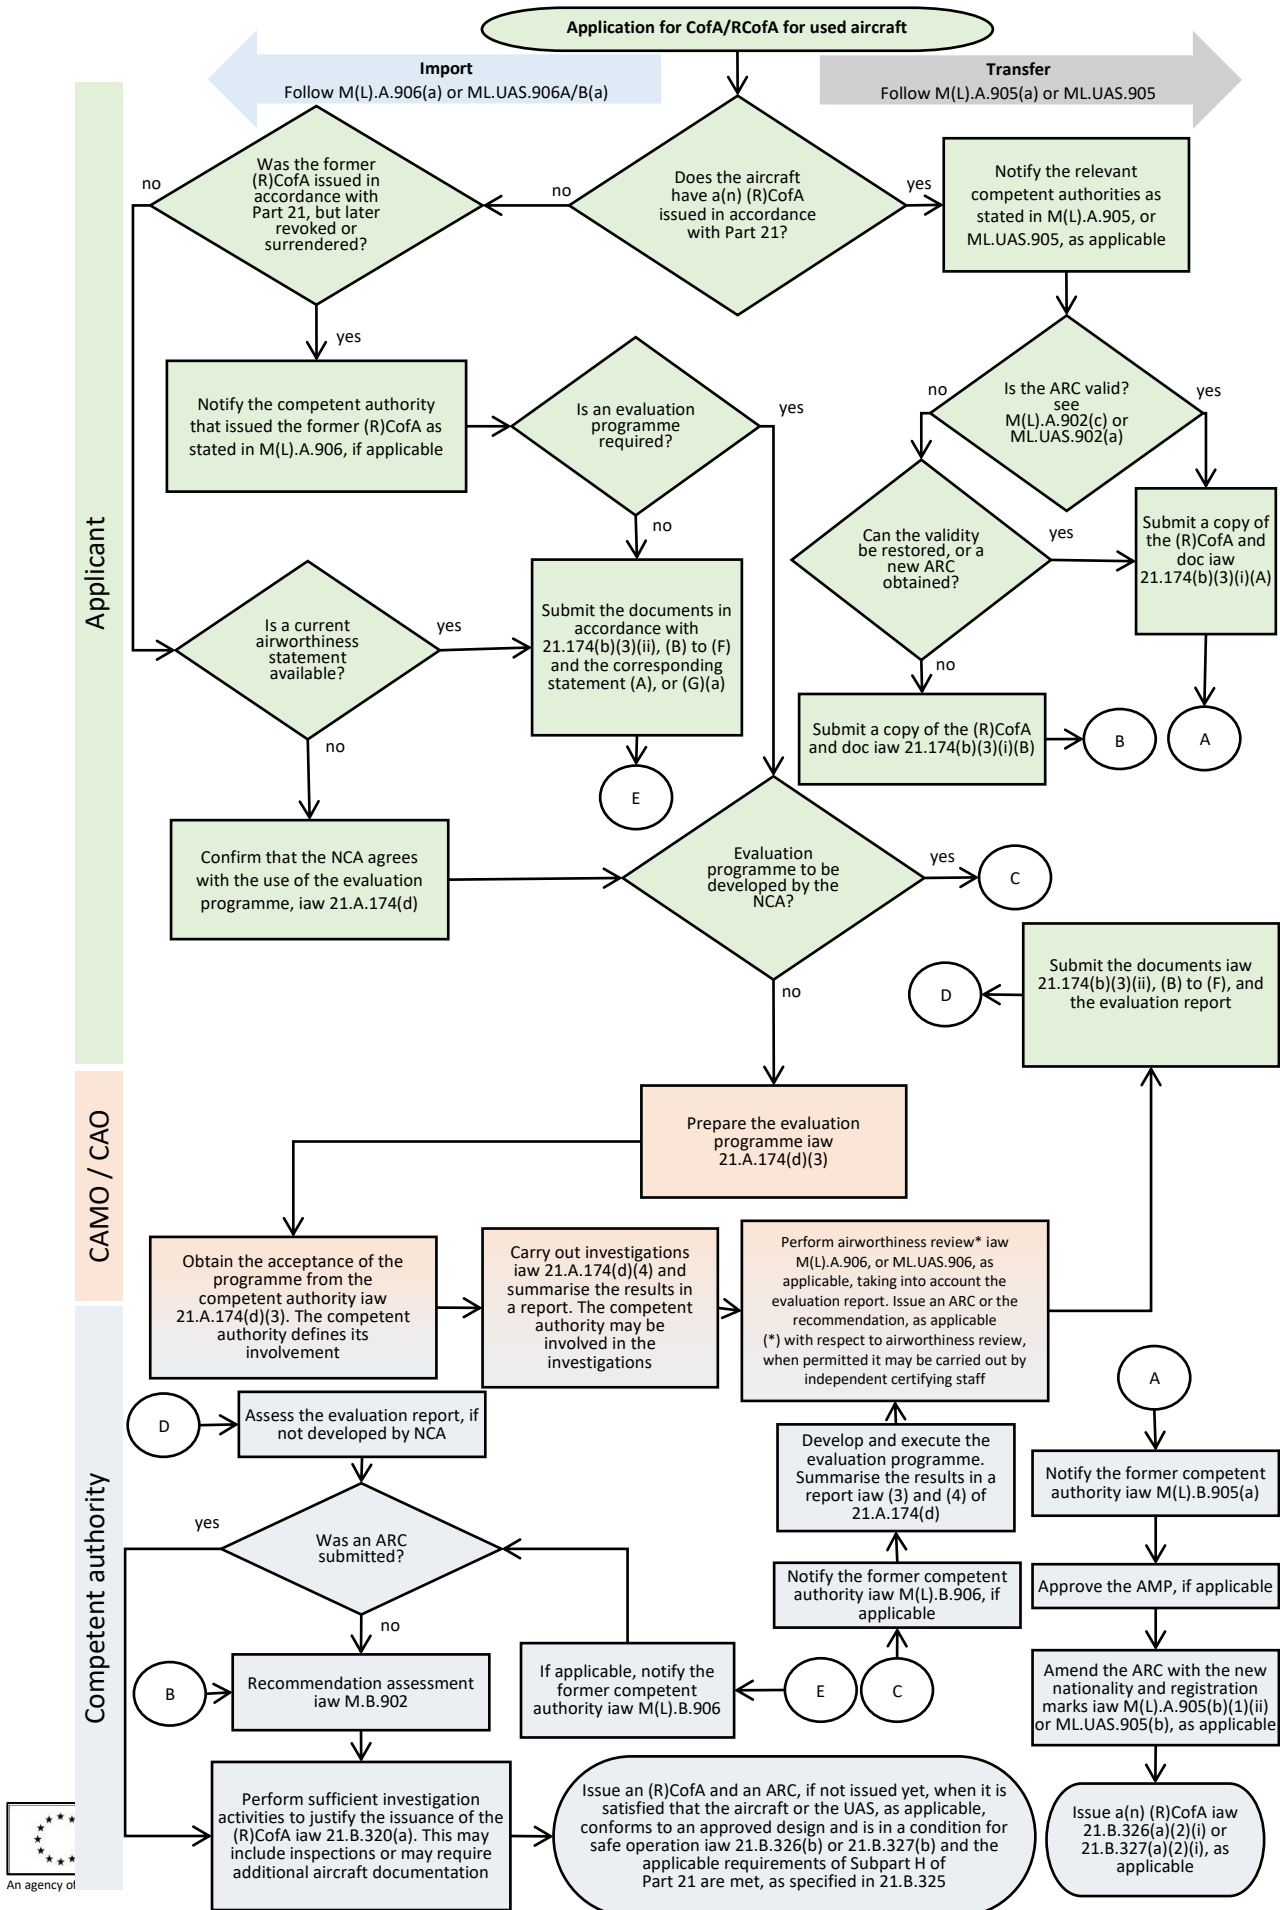 Application for CofA/RCofA for used aircraft
Import
Follow M(L).A.906(a) or ML.UAS.906A/B(a)
Transfer
Follow M(L).A.905(a) or ML.UAS.905
Applicant
Was the former
(R)CofA issued in
accordance with
Part 21, but later
revoked or
surrendered?
no
no
Does the aircraft
have a(n) (R)CofA
issued in accordance
with Part 21?
yes
Notify the relevant
competent authorities as
stated in M(L).A.905, or
ML.UAS.905, as applicable
yes
Notify the competent authority
that issued the former (R)CofA as
stated in M(L).A.906, if applicable
Is an evaluation
programme
required?
yes
no
no
Is the ARC valid?
see
M(L).A.902(c) or
ML.UAS.902(a)
yes
Can the validity
be restored, or a
new ARC
obtained?
yes
no
Submit a copy of
the (R)CofA and
doc iaw
21.174(b)(3)(i)(A)
Is a current
airworthiness
statement
available?
yes
no
Submit the documents in
accordance with
21.174(b)(3)(ii), (B) to (F)
and the corresponding
statement (A), or (G)(a)
E
Submit a copy of the (R)CofA
and doc iaw 21.174(b)(3)(i)(B)
B
A
Confirm that the NCA agrees
with the use of the evaluation
programme, iaw 21.A.174(d)
Evaluation
programme to be
developed by the
NCA?
yes
C
no
D
Submit the documents iaw
21.174(b)(3)(ii), (B) to (F), and
the evaluation report
CAMO / CAO
Prepare the evaluation
programme iaw
21.A.174(d)(3)
Obtain the acceptance of the
programme from the
competent authority iaw
21.A.174(d)(3). The competent
authority defines its
involvement
Carry out investigations
iaw 21.A.174(d)(4) and
summarise the results in
a report. The competent
authority may be
involved in the
investigations
Perform airworthiness review* iaw
M(L).A.906, or ML.UAS.906, as
applicable, taking into account the
evaluation report. Issue an ARC or the
recommendation, as applicable
(*) with respect to airworthiness review,
when permitted it may be carried out by
independent certifying staff
Competent authority
D
Assess the evaluation report, if
not developed by NCA
Was an ARC
submitted?
yes
no
Develop and execute the
evaluation programme.
Summarise the results in a
report iaw (3) and (4) of
21.A.174(d)
Notify the former competent
authority iaw M(L).B.906, if
applicable
A
Notify the former competent
authority iaw M(L).B.905(a)
Approve the AMP, if applicable
Amend the ARC with the new
nationality and registration
marks iaw M(L).A.905(b)(1)(ii)
or ML.UAS.905(b), as applicable
B
Recommendation assessment
iaw M.B.902
If applicable, notify the
former competent
authority iaw M(L).B.906
E
C
Perform sufficient investigation
activities to justify the issuance of the
(R)CofA iaw 21.B.320(a). This may
include inspections or may require
additional aircraft documentation
Issue an (R)CofA and an ARC, if not issued yet, when it is
satisfied that the aircraft or the UAS, as applicable,
conforms to an approved design and is in a condition for
safe operation iaw 21.B.326(b) or 21.B.327(b) and the
applicable requirements of Subpart H of
Part 21 are met, as specified in 21.B.325
Issue a(n) (R)CofA iaw
21.B.326(a)(2)(i) or
21.B.327(a)(2)(i), as
applicable
An agency of